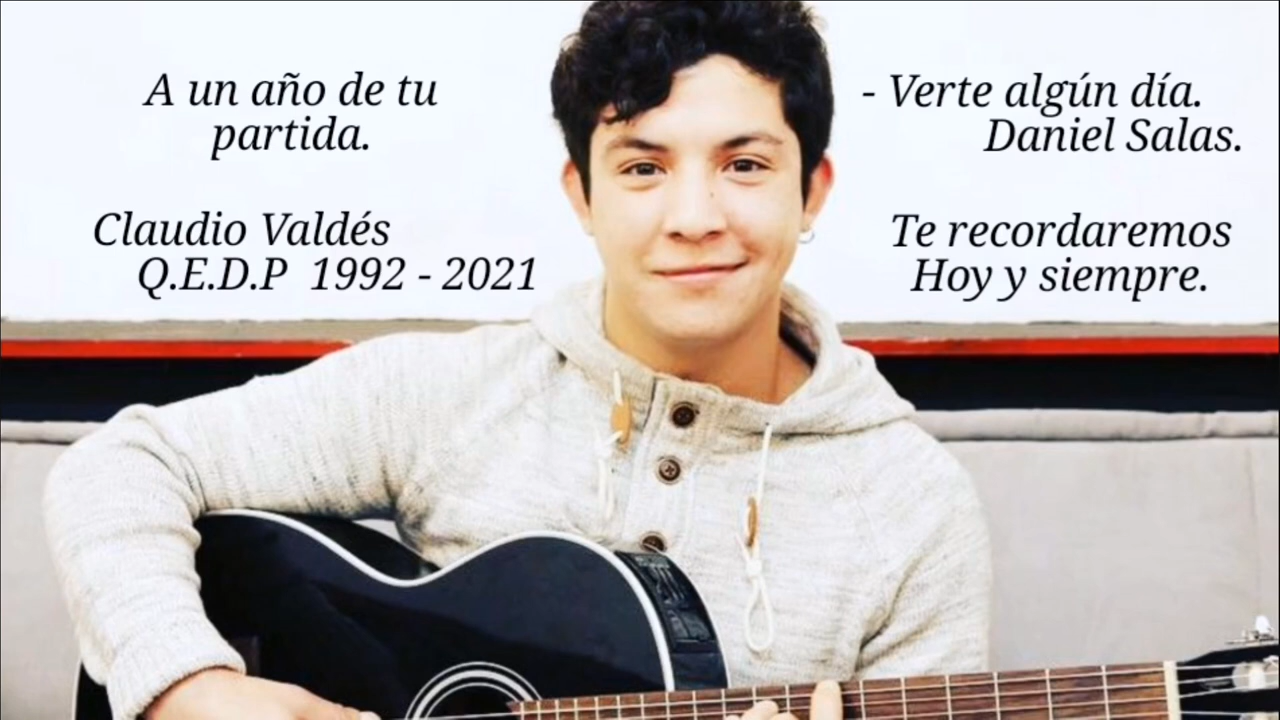 A un año de tu
partida.
Claudio Valdés
Q.E.D.P 1992 - 2021
- Verte algún día.
Daniel Salas.
Te recordaremos
Hoy y siempre.